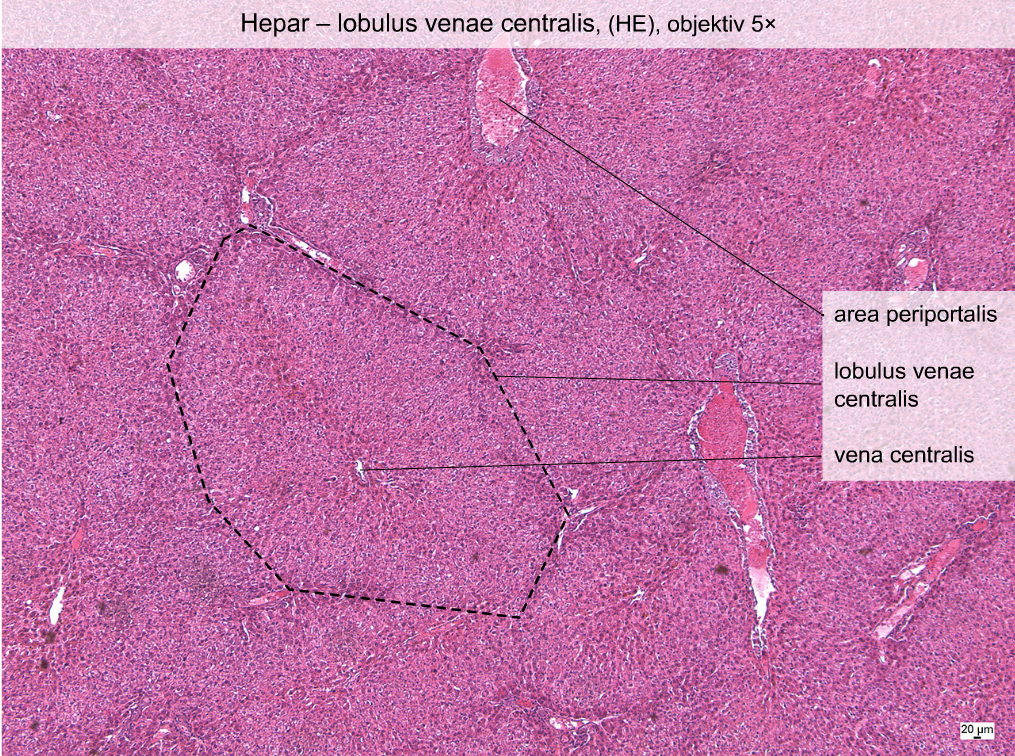 Hepar – lobulus venae centralis, (HE), objektiv 5×
area periportalis
lobulus venae
centralis
vena centralis
20 µm